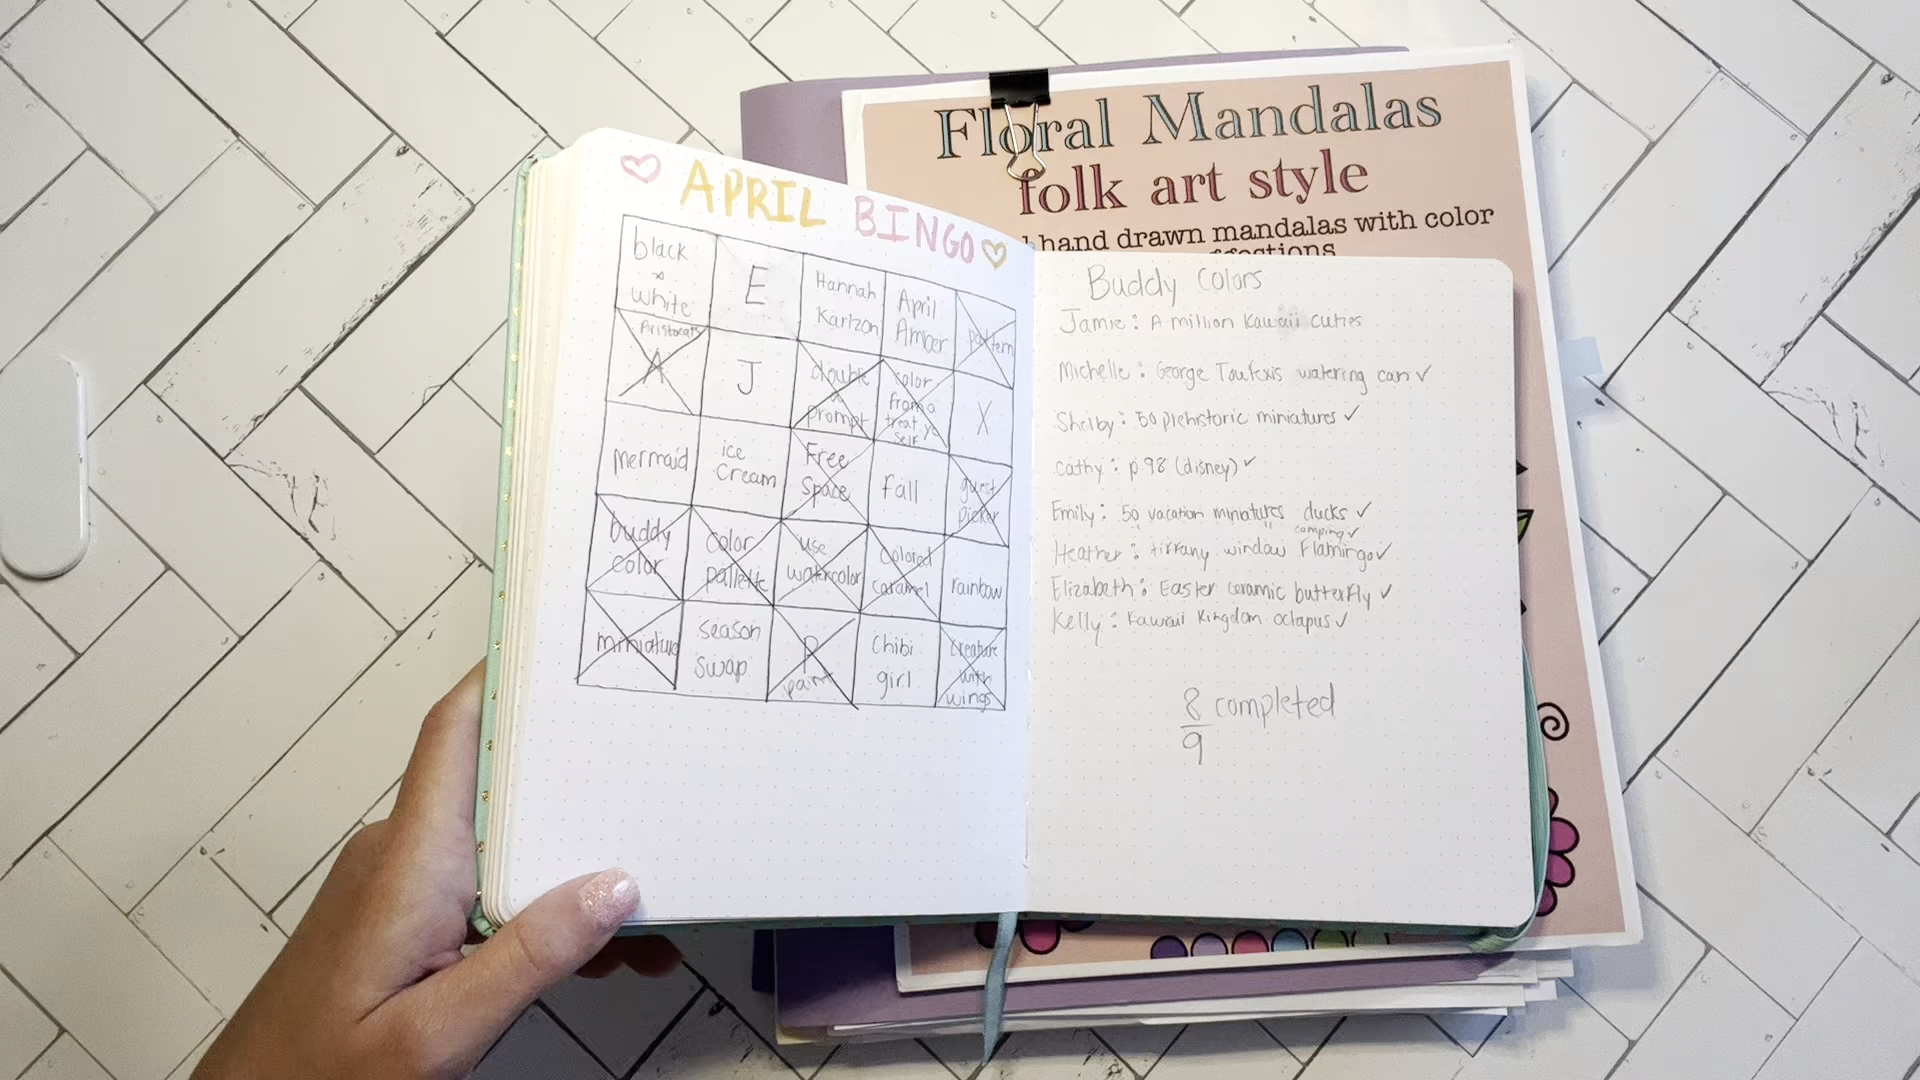 Floral Mandalas
folk art style
hand drawn mandalas with color
APRIL BINGO
black
&
white
E
Hannah
Karlzon
April
Amber
pattern
Aristocats
A
J
double
prompt
color
from a
treat yo
self
X
mermaid
ice
cream
Free
Space
fall
guest
picker
buddy
color
color
pallette
use
watercolor
colored
caramel
rainbow
miniature
season
swap
P
paint
Chibi
girl
creature
with
wings
Buddy Colors
Jamie: A million Kawaii cuties
Michelle: George Toufexis watering can ✓
Shelby: 50 prehistoric miniatures ✓
Cathy: p.98 (disney) ✓
Emily: 50 vacation miniatures ducks ✓
" " camping ✓
Heather: tiffany window Flamingo ✓
Elizabeth: Easter ceramic butterfly ✓
Kelly: Kawaii Kingdom octapus ✓
8 completed
9